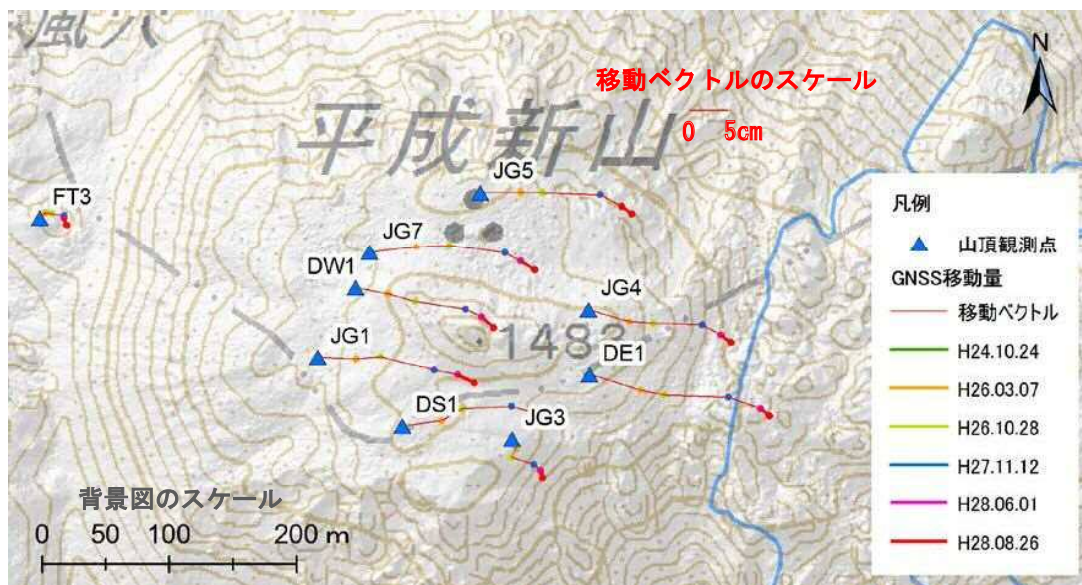 風穴
平成新山
移動ベクトルのスケール
0 5cm
N
FT3
JG5
JG7
DW1
JG4
1483
JG1
DE1
DS1
JG3
背景図のスケール
0 50 100 200 m
凡例
山頂観測点
GNSS移動量
移動ベクトル
H24.10.24
H26.03.07
H26.10.28
H27.11.12
H28.06.01
H28.08.26